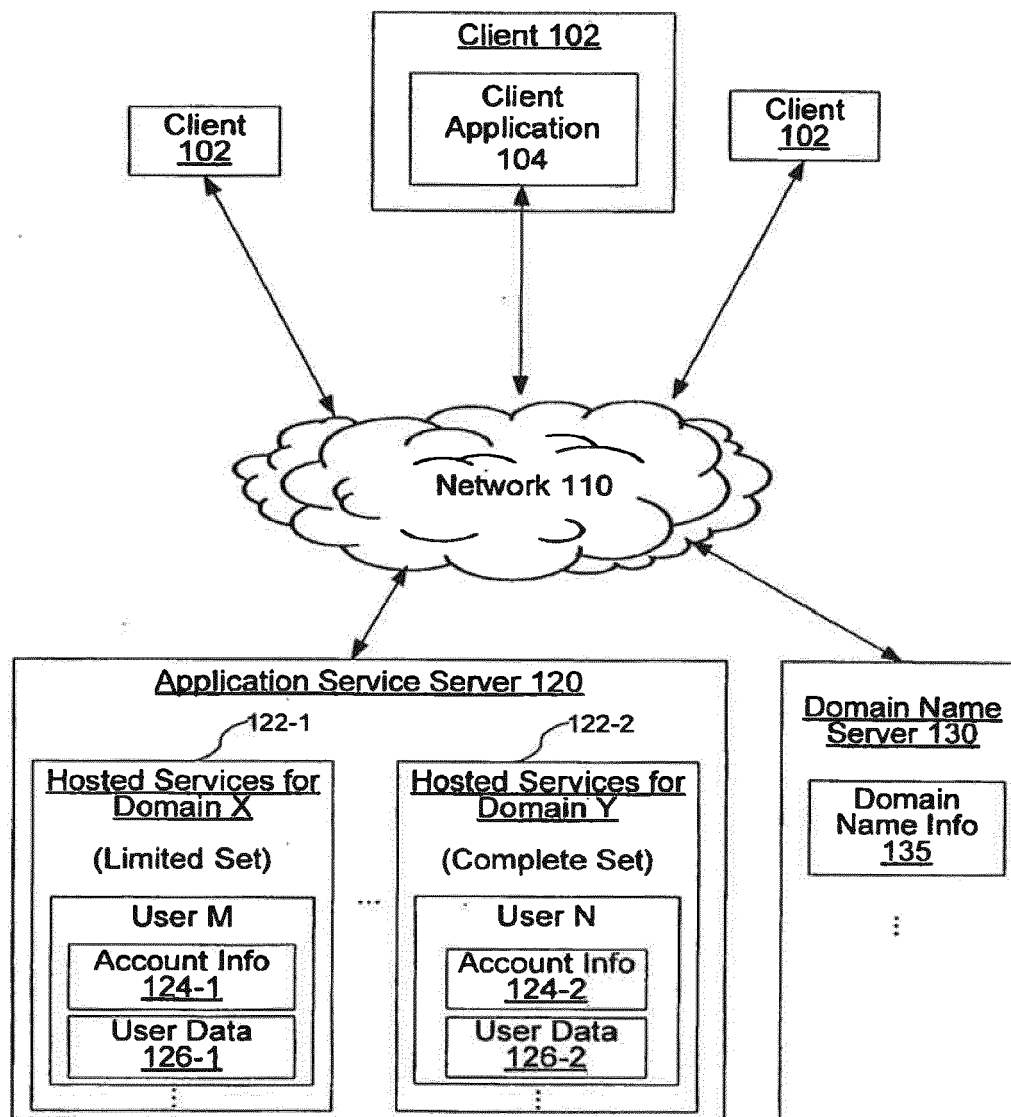 Client 102
Client
Application
104
Client
102
Client
102
Network 110
Application Service Server 120
122-1
122-2
Hosted Services for
Domain X
(Limited Set)
User M
Account Info
124-1
User Data
126-1
...
Hosted Services for
Domain Y
(Complete Set)
User N
Account Info
124-2
User Data
126-2
Domain Name
Server 130
Domain
Name Info
135